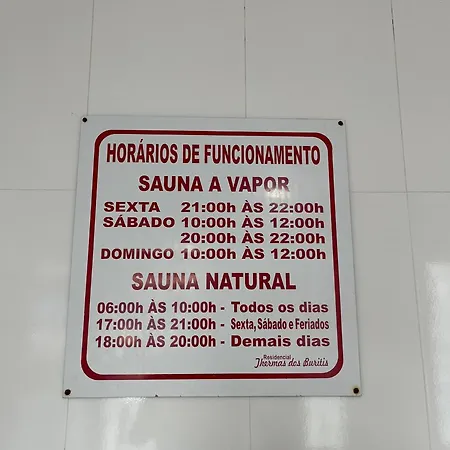 HORÁRIOS DE FUNCIONAMENTO
SAUNA A VAPOR
SEXTA 21:00h ÀS 22:00h
SÁBADO 10:00h ÀS 12:00h
20:00h ÀS 22:00h
DOMINGO 10:00h ÀS 12:00h
SAUNA NATURAL
06:00h ÀS 10:00h - Todos os dias
17:00h ÀS 21:00h - Sexta, Sábado e Feriados
18:00h ÀS 20:00h - Demais dias
Residencial
Thermas dos Buritis